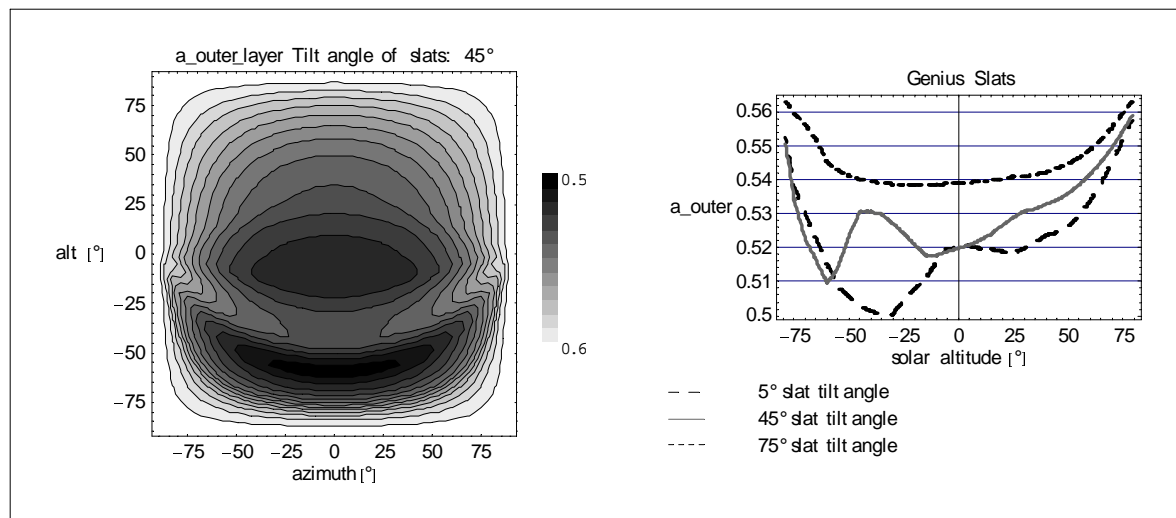 a_outer_layer Tilt angle of slats: 45°
75
50
25
0
−25
−50
−75
alt [°]
−75 −50 −25 0 25 50 75
azimuth[°]
0.5
0.6
Genius Slats
0.56
0.55
0.54
0.53
0.52
0.51
0.5
a_outer
−75 −50 −25 0 25 50 75
solar altitude[°]
5° slat tilt angle
45° slat tilt angle
75° slat tilt angle